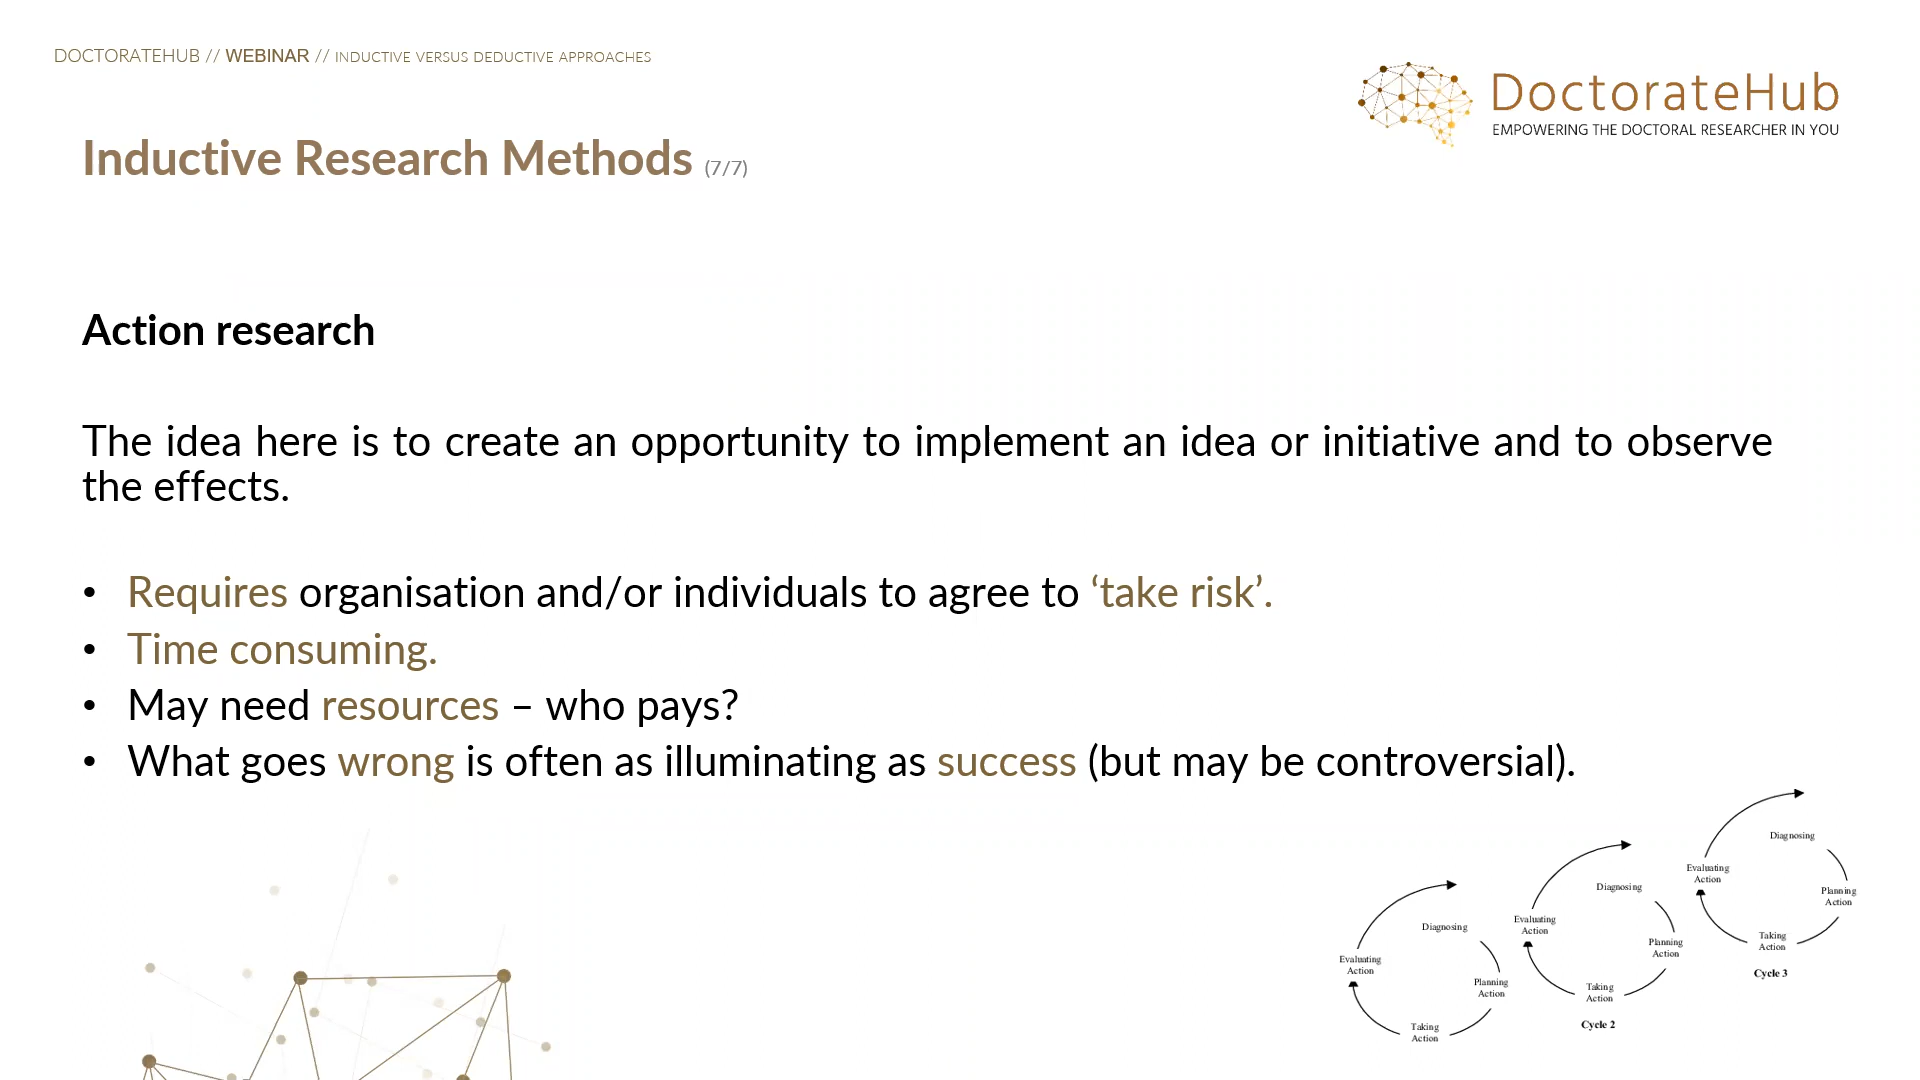 DOCTORATEHUB // WEBINAR // INDUCTIVE VERSUS DEDUCTIVE APPROACHES
DoctorateHub
EMPOWERING THE DOCTORAL RESEARCHER IN YOU
Inductive Research Methods (7/7)
Action research
The idea here is to create an opportunity to implement an idea or initiative and to observe
the effects.
• Requires organisation and/or individuals to agree to ‘take risk’.
• Time consuming.
• May need resources – who pays?
• What goes wrong is often as illuminating as success (but may be controversial).
Diagnosing
Evaluating
Action
Planning
Action
Taking
Action
Diagnosing
Evaluating
Action
Planning
Action
Taking
Action
Cycle 2
Diagnosing
Evaluating
Action
Planning
Action
Taking
Action
Cycle 3